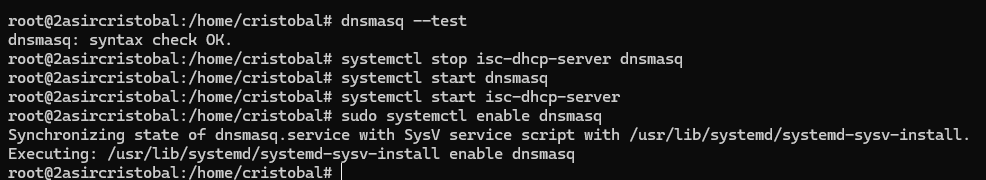 root@2asircristobal:/home/cristobal# dnsmasq --test
dnsmasq: syntax check OK.
root@2asircristobal:/home/cristobal# systemctl stop isc-dhcp-server dnsmasq
root@2asircristobal:/home/cristobal# systemctl start dnsmasq
root@2asircristobal:/home/cristobal# systemctl start isc-dhcp-server
root@2asircristobal:/home/cristobal# sudo systemctl enable dnsmasq
Synchronizing state of dnsmasq.service with SysV service script with /usr/lib/systemd/systemd-sysv-install.
Executing: /usr/lib/systemd/systemd-sysv-install enable dnsmasq
root@2asircristobal:/home/cristobal#